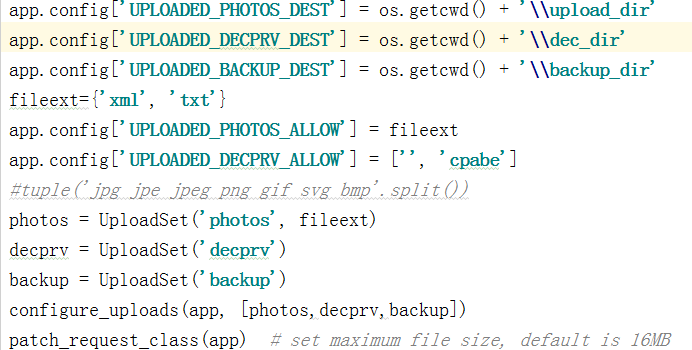 app.config['UPLOADED_PHOTOS_DEST'] = os.getcwd() + '\\upload_dir'
app.config['UPLOADED_DECPRV_DEST'] = os.getcwd() + '\\dec_dir'
app.config['UPLOADED_BACKUP_DEST'] = os.getcwd() + '\\backup_dir'
fileext={'xml', 'txt'}
app.config['UPLOADED_PHOTOS_ALLOW'] = fileext
app.config['UPLOADED_DECPRV_ALLOW'] = ['', 'cpabe']
#tuple('jpg jpe jpeg png gif svg bmp'.split())
photos = UploadSet('photos', fileext)
decprv = UploadSet('decprv')
backup = UploadSet('backup')
configure_uploads(app, [photos,decprv,backup])
patch_request_class(app)  # set maximum file size, default is 16MB